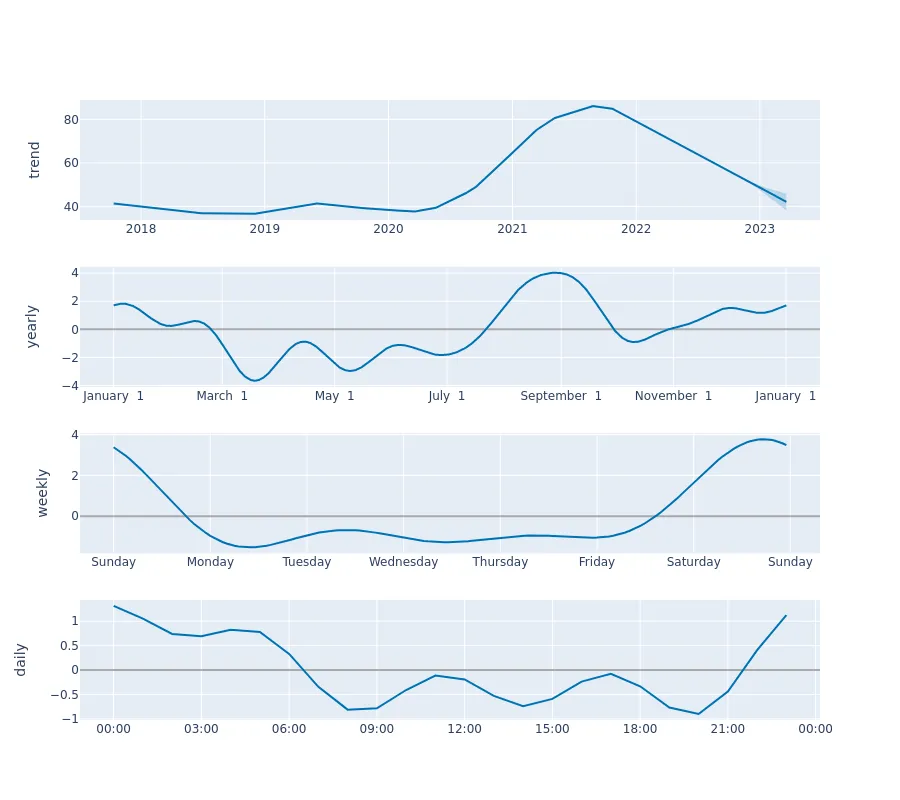 trend
80
60
40
2018 2019 2020 2021 2022 2023
yearly
4
2
0
−2
−4
January 1 March 1 May 1 July 1 September 1 November 1 January 1
weekly
4
2
0
Sunday Monday Tuesday Wednesday Thursday Friday Saturday Sunday
daily
1
0.5
0
−0.5
−1
00:00 03:00 06:00 09:00 12:00 15:00 18:00 21:00 00:00